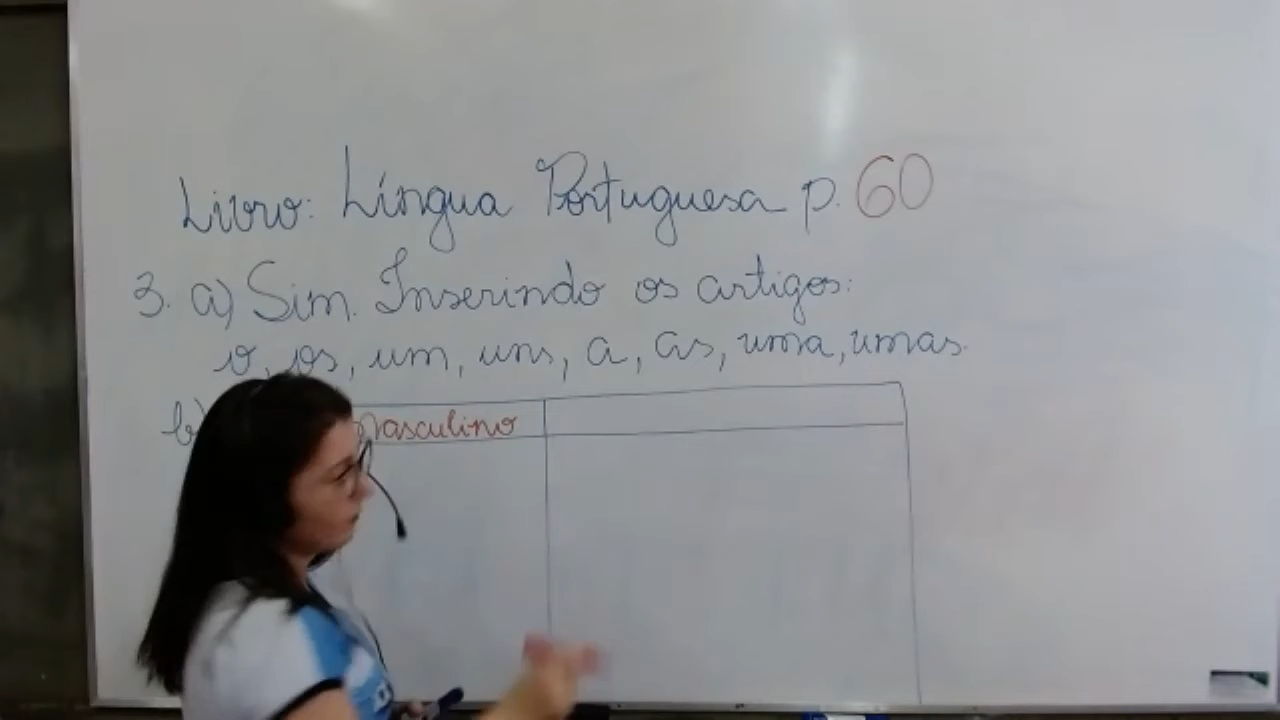 Livro: Língua Portuguesa p. 60
3. a) Sim. Inserindo os artigos:
o, os, um, uns, a, as, uma, umas.
b) masculino